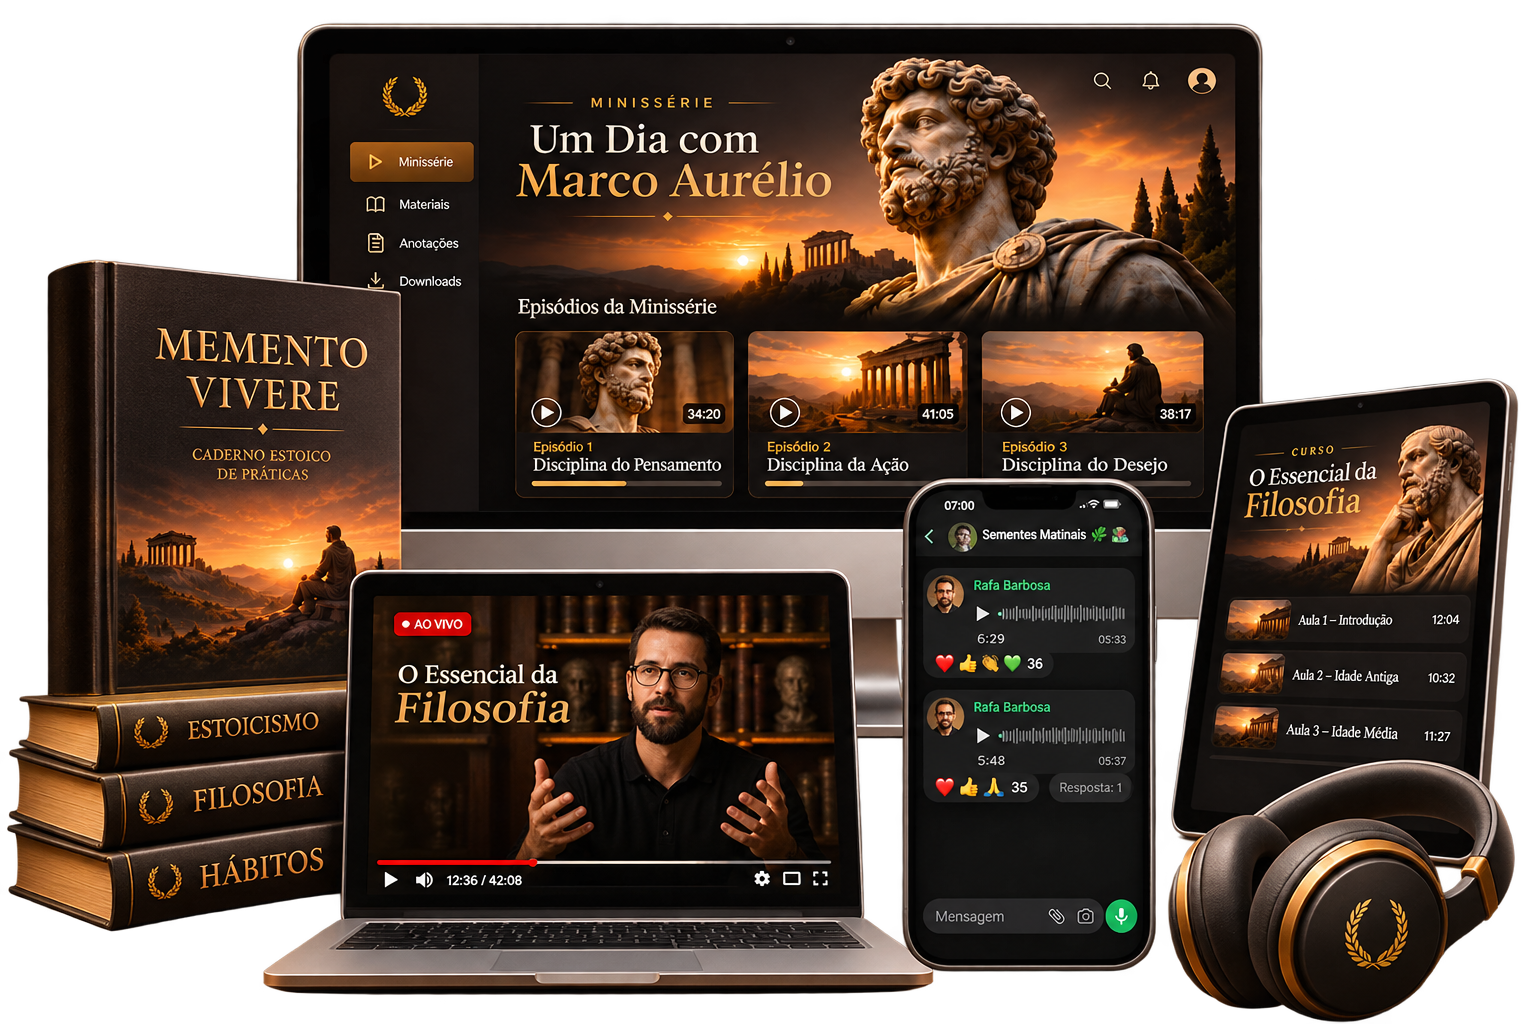 MINISSÉRIE
Um Dia com
Marco Aurélio
Minissérie
Materiais
Anotações
Downloads
Episódios da Minissérie
34:20
Episódio 1
Disciplina do Pensamento
41:05
Episódio 2
Disciplina da Ação
38:17
Episódio 3
Disciplina do Desejo
MEMENTO
VIVERE
CADERNO ESTOICO
DE PRÁTICAS
ESTOICISMO
FILOSOFIA
HÁBITOS
AO VIVO
O Essencial da
Filosofia
12:36 / 42:08
07:00
Sementes Matinais
Rafa Barbosa
6:29
05:33
36
Rafa Barbosa
5:48
05:37
35
Resposta: 1
Mensagem
CURSO
O Essencial da
Filosofia
Aula 1 – Introdução 12:04
Aula 2 – Idade Antiga 10:32
Aula 3 – Idade Média 11:27